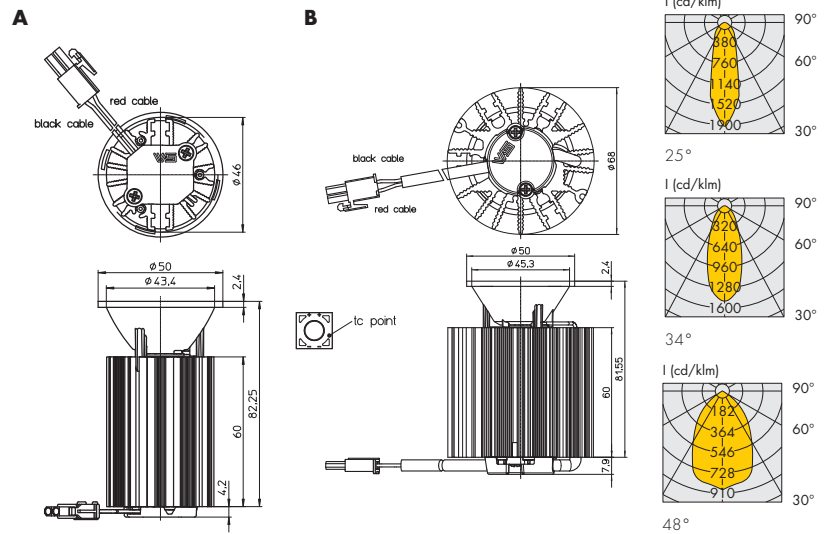 A
red cable
black cable
VS
ø46
ø50
ø43,4
2,4
60
82,25
4,2
B
black cable
red cable
VS
ø68
ø50
ø45,3
2,4
tc point
60
81,55
7,9
I (cd/klm)
90°
380
760
60°
1140
1520
1900
30°
25°
I (cd/klm)
90°
320
640
60°
960
1280
1600
30°
34°
I (cd/klm)
90°
182
364
60°
546
728
910
30°
48°